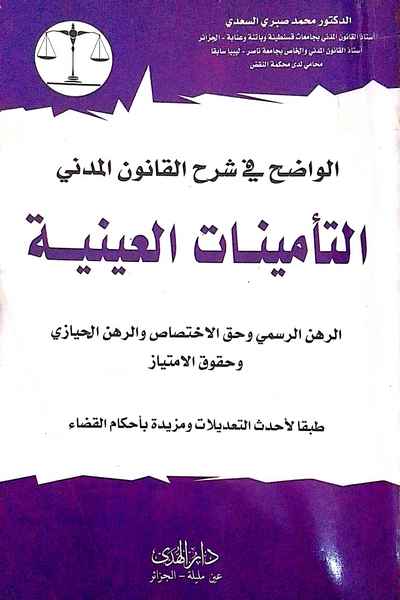 الدكتور محمد صبري السعدي
أستاذ القانون المدني بجامعات قسنطينة وباتنة وعنابة - الجزائر
أستاذ القانون المدني والخاص بجامعة ناصر - ليبيا سابقا
محامي لدى محكمة النقض
الواضح في شرح القانون المدني
التأمينات العينية
الرهن الرسمي وحق الاختصاص والرهن الحيازي
وحقوق الامتياز
طبقا لأحدث التعديلات ومزيدة بأحكام القضاء
دار الهدى
عين مليلة - الجزائر